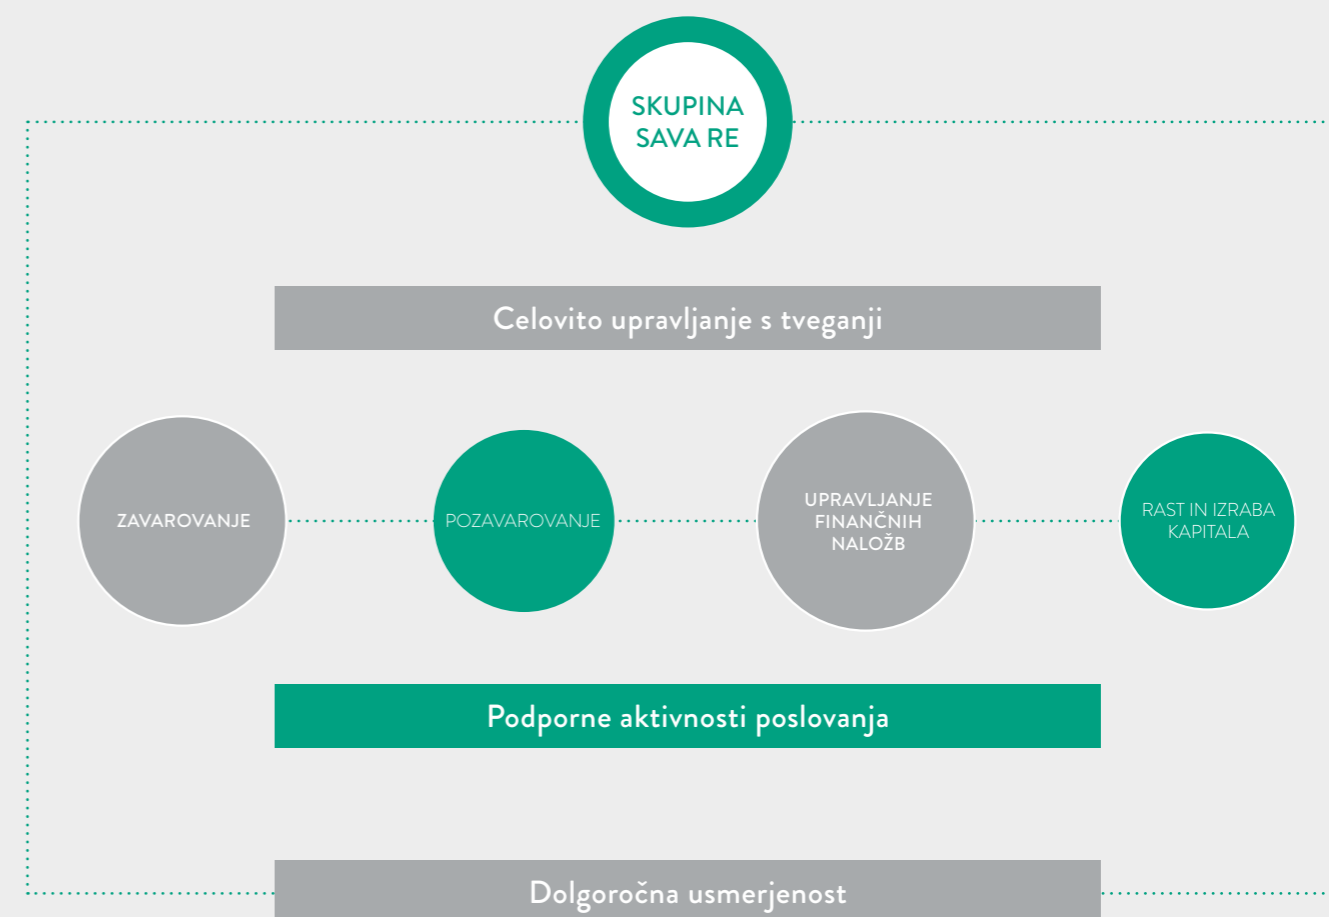 SKUPINA
SAVA RE
Celovito upravljanje s tveganji
ZAVAROVANJE
POZAVAROVANJE
UPRAVLJANJE
FINANČNIH
NALOŽB
RAST IN IZRABA
KAPITALA
Podporne aktivnosti poslovanja
Dolgoročna usmerjenost